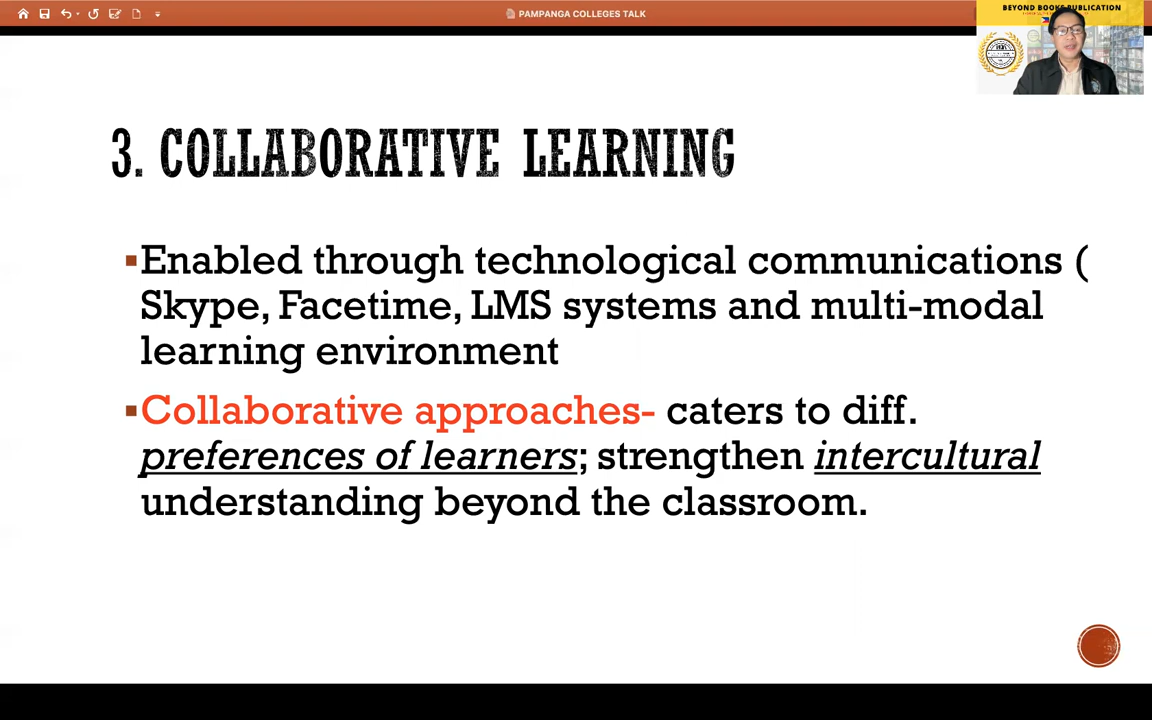 PAMPANGA COLLEGES TALK
BEYOND BOOKS PUBLICATION
3. COLLABORATIVE LEARNING
▪Enabled through technological communications (
Skype, Facetime, LMS systems and multi-modal
learning environment
▪Collaborative approaches- caters to diff.
preferences of learners; strengthen intercultural
understanding beyond the classroom.